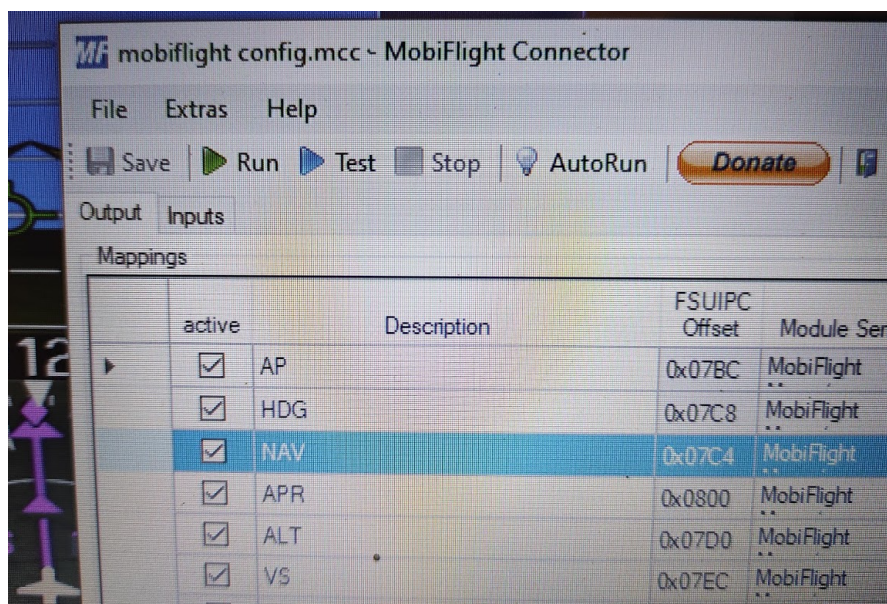 MF mobiflight config.mcc - MobiFlight Connector
File Extras Help
Save Run Test Stop AutoRun Donate
Output Inputs
Mappings
active Description FSUIPC Offset Module Ser
AP 0x07BC MobiFlight
HDG 0x07C8 MobiFlight
NAV 0x07C4 MobiFlight
APR 0x0800 MobiFlight
ALT 0x07D0 MobiFlight
VS 0x07EC MobiFlight
12